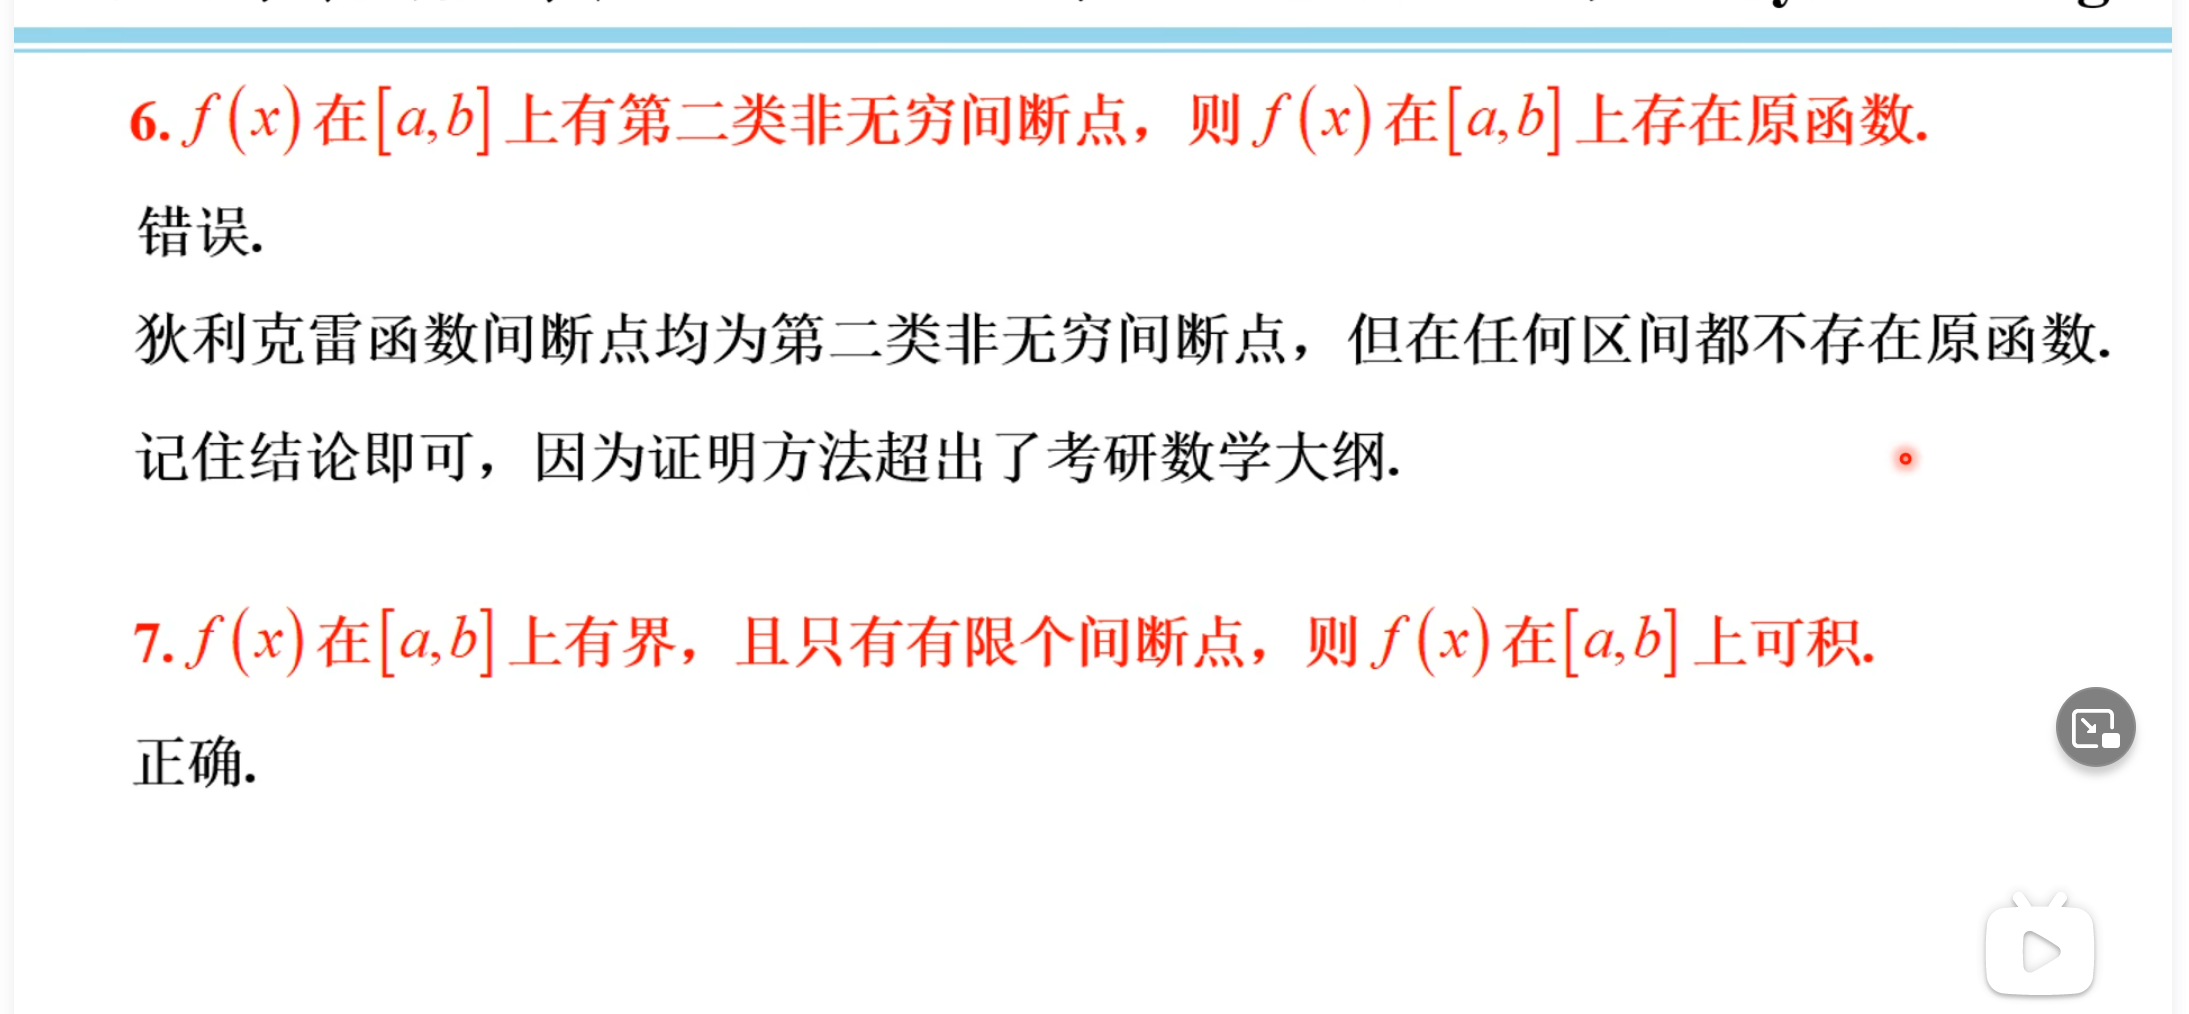 6. f(x)在[a,b]上有第二类非无穷间断点，则f(x)在[a,b]上存在原函数.
错误.
狄利克雷函数间断点均为第二类非无穷间断点，但在任何区间都不存在原函数.
记住结论即可，因为证明方法超出了考研数学大纲.
7. f(x)在[a,b]上有界，且只有有限个间断点，则f(x)在[a,b]上可积.
正确.